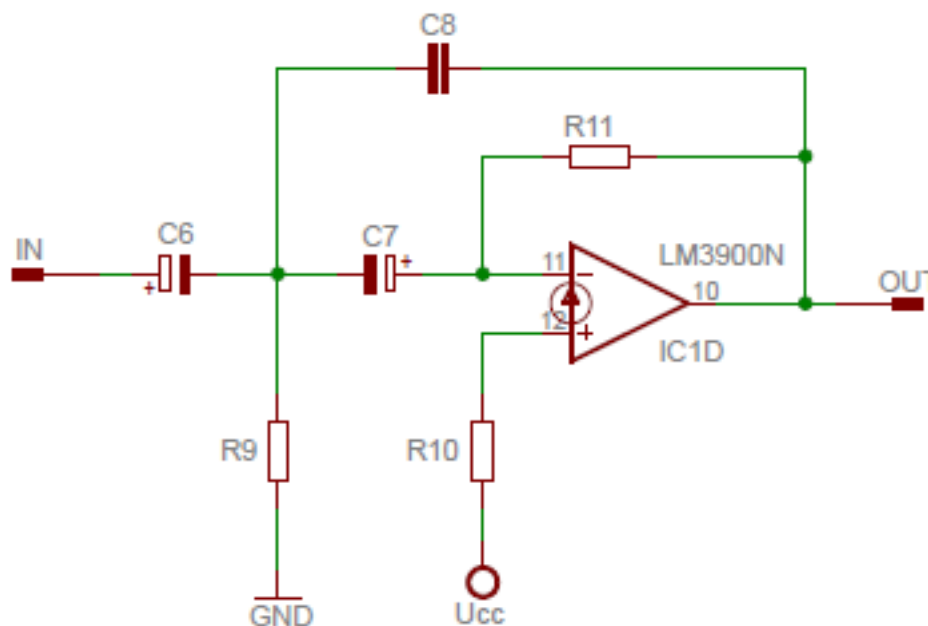 C8
R11
IN
C6
+
C7
+
11
-
LM3900N
10
OUT
12
+
IC1D
R9
R10
GND
Ucc